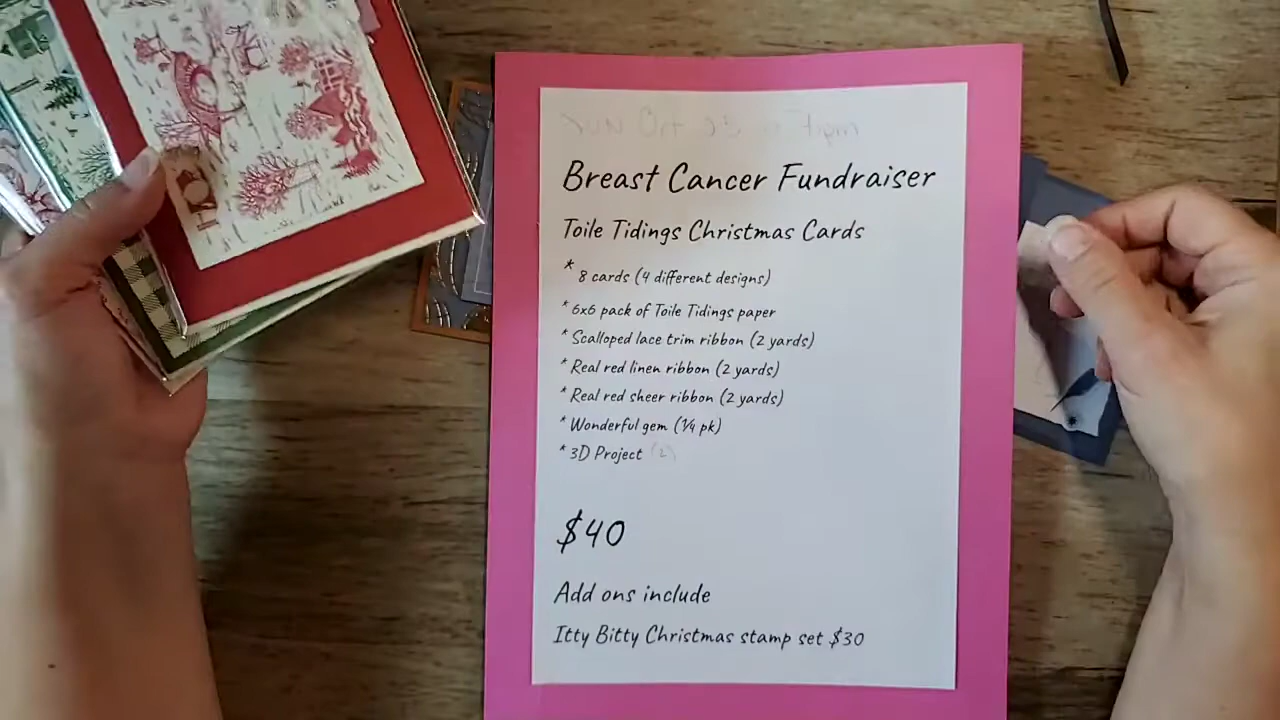 Breast Cancer Fundraiser
Toile Tidings Christmas Cards
* 8 cards (4 different designs)
* 6x6 pack of Toile Tidings paper
* Scalloped lace trim ribbon (2 yards)
* Real red linen ribbon (2 yards)
* Real red sheer ribbon (2 yards)
* Wonderful gem (1/4 pk)
* 3D Project (2)
$40
Add ons include
Itty Bitty Christmas stamp set $30